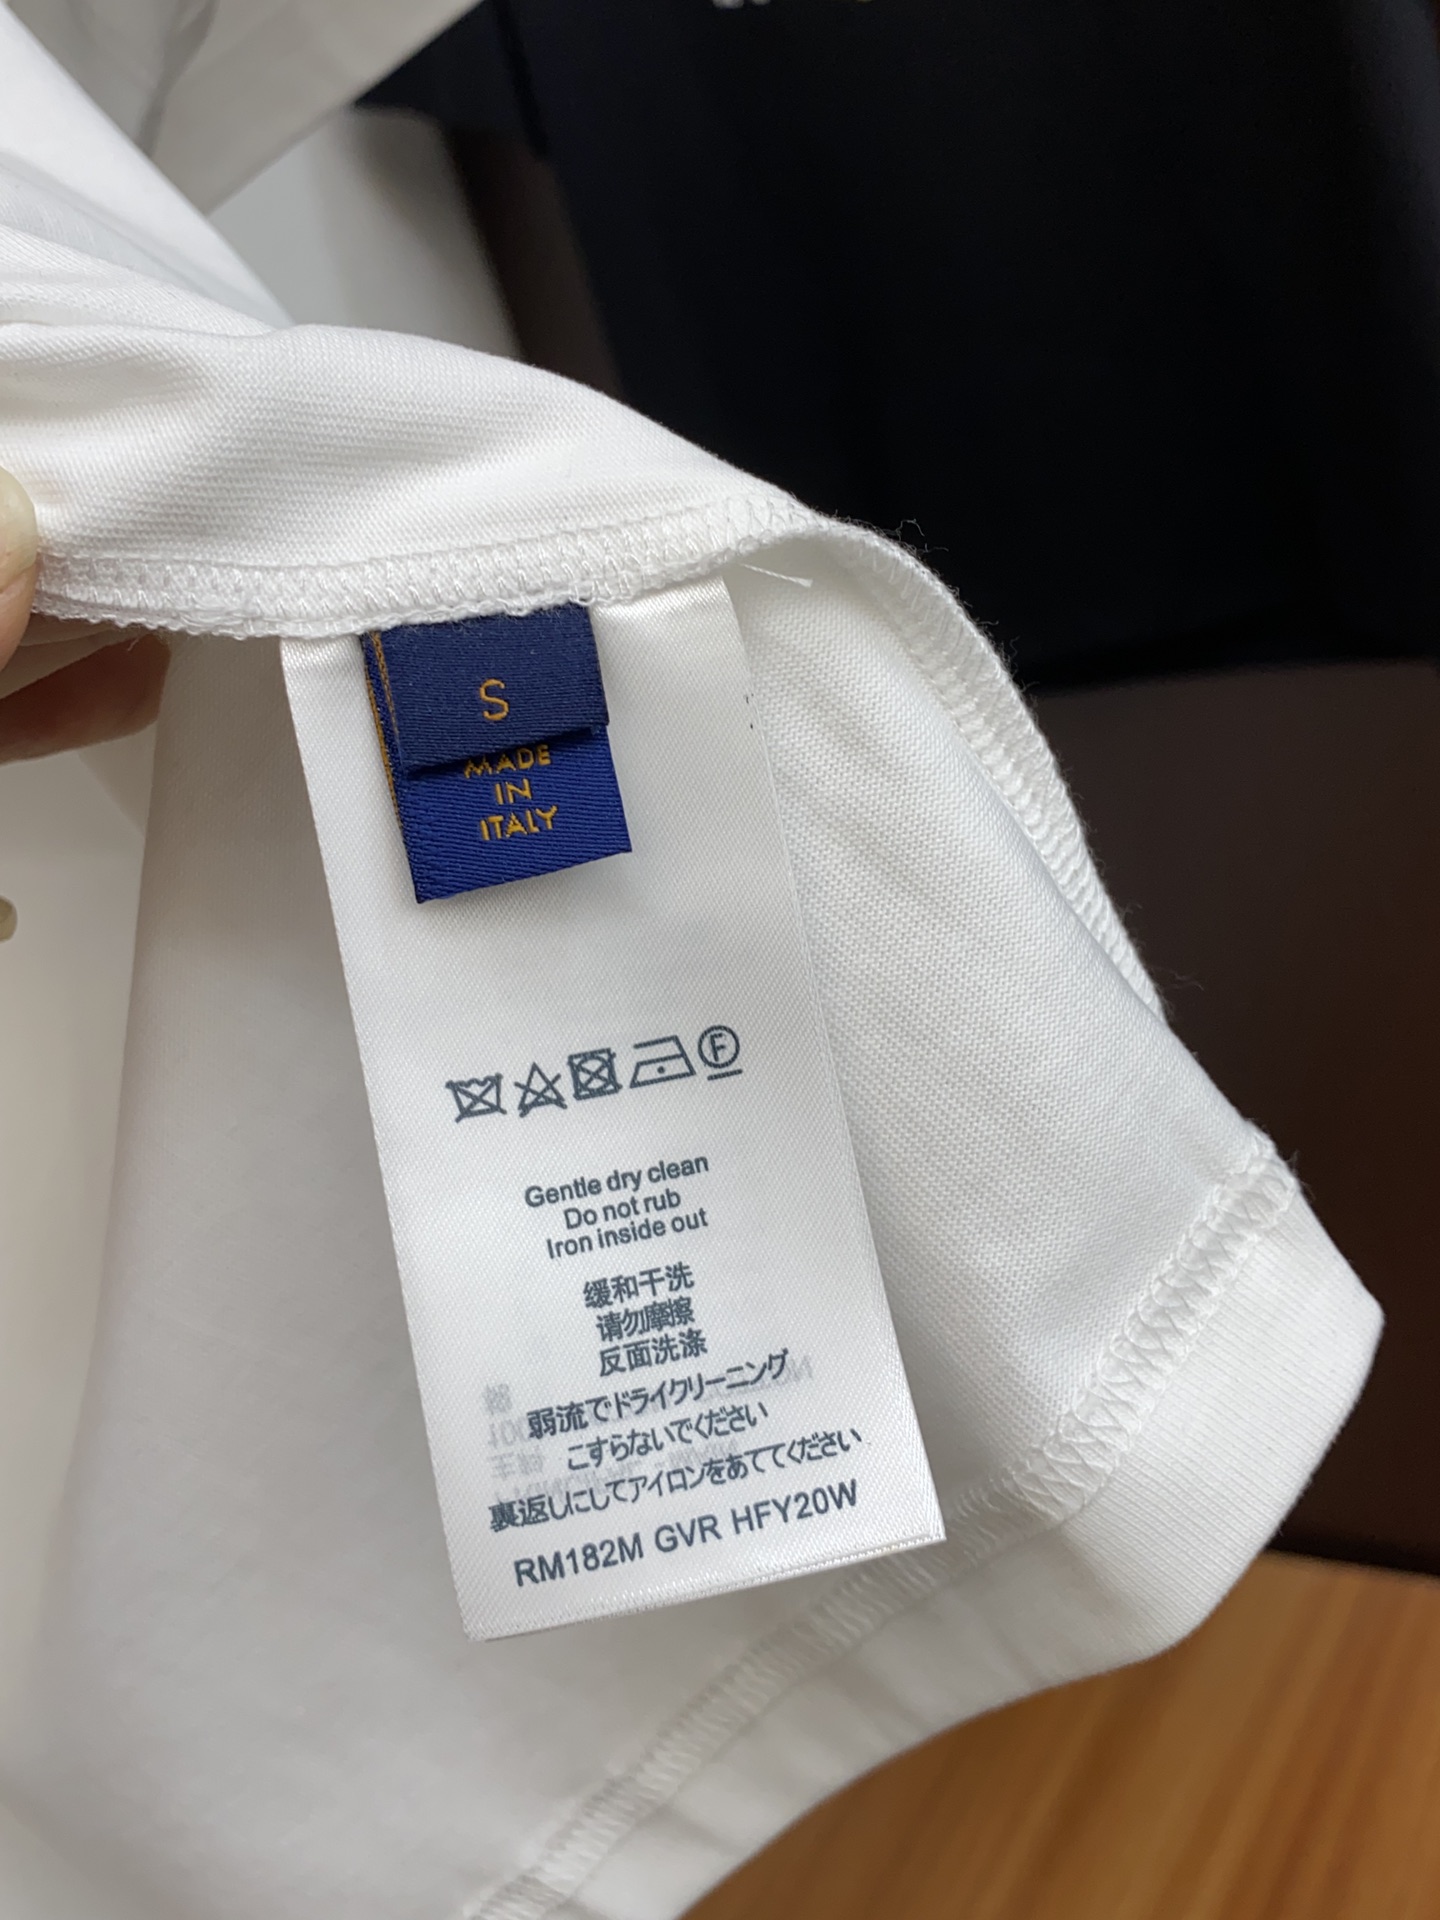 S
MADE
IN
ITALY
F
Gentle dry clean
Do not rub
Iron inside out
缓和干洗
请勿摩擦
反面洗涤
弱流でドライクリーニング
こすらないでください
裏返しにしてアイロンをあててください
RM182M GVR HFY20W